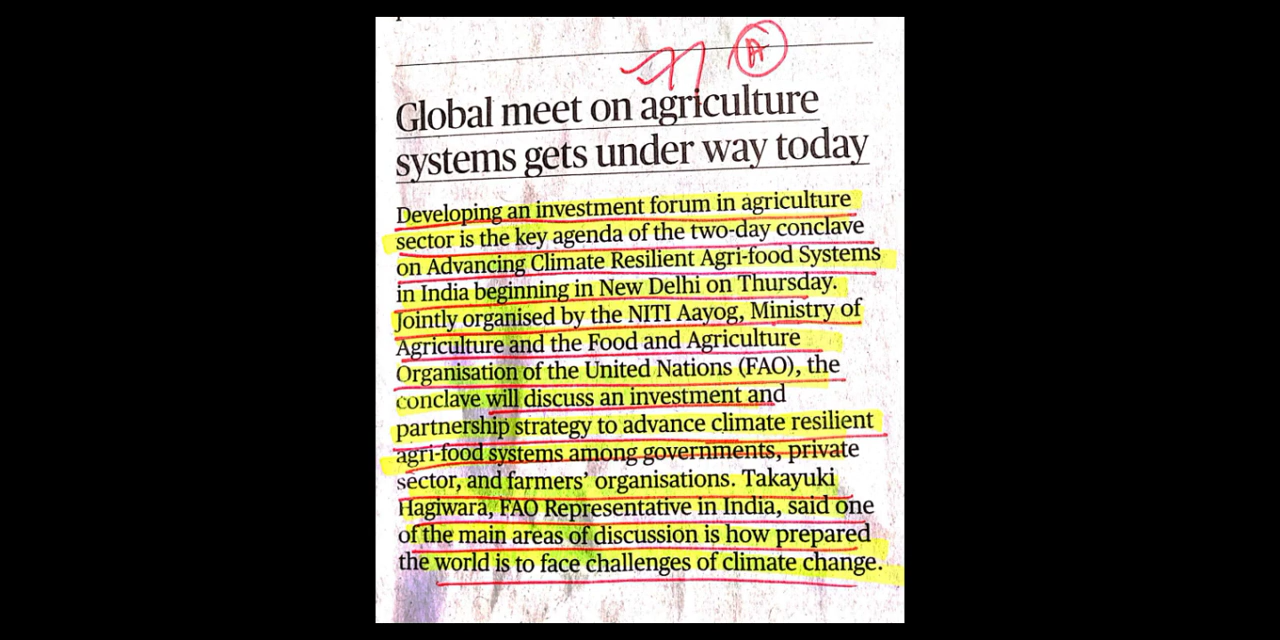 Global meet on agriculture
systems gets under way today
Developing an investment forum in agriculture
sector is the key agenda of the two-day conclave
on Advancing Climate Resilient Agri-food Systems
in India beginning in New Delhi on Thursday.
Jointly organised by the NITI Aayog, Ministry of
Agriculture and the Food and Agriculture
Organisation of the United Nations (FAO), the
conclave will discuss an investment and
partnership strategy to advance climate resilient
agri-food systems among governments, private
sector, and farmers’ organisations. Takayuki
Hagiwara, FAO Representative in India, said one
of the main areas of discussion is how prepared
the world is to face challenges of climate change.